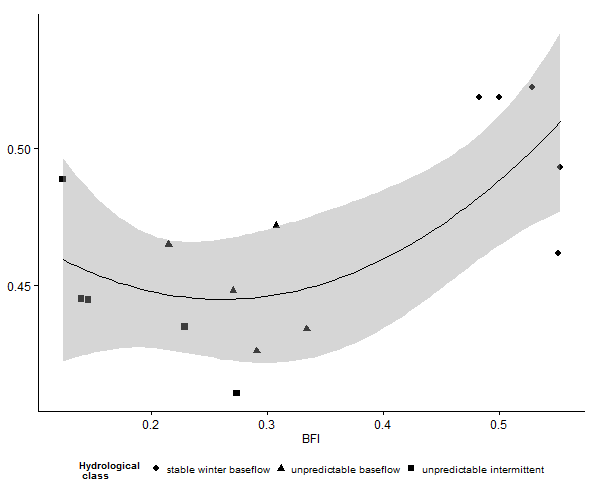 0.50
0.45
0.2 0.3 0.4 0.5
BFI
Hydrological
class
stable winter baseflow unpredictable baseflow unpredictable intermittent